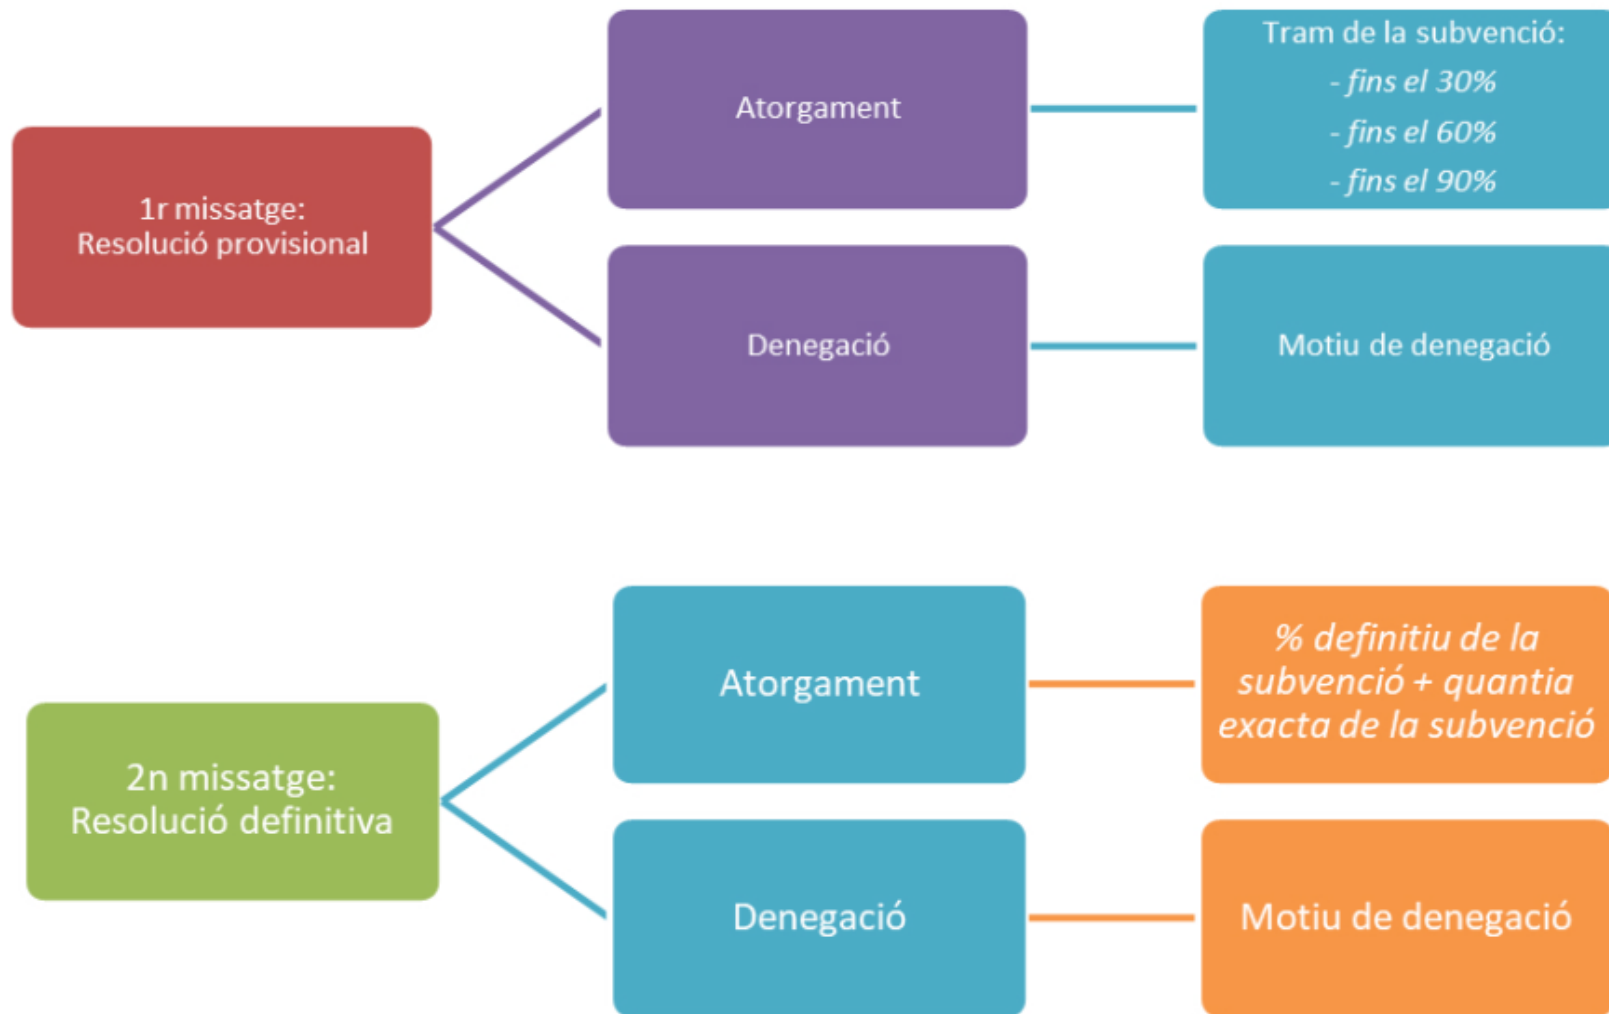 1r missatge:
Resolució provisional
Atorgament
Tram de la subvenció:
- fins el 30%
- fins el 60%
- fins el 90%
Denegació
Motiu de denegació
2n missatge:
Resolució definitiva
Atorgament
% definitiu de la
subvenció + quantia
exacta de la subvenció
Denegació
Motiu de denegació